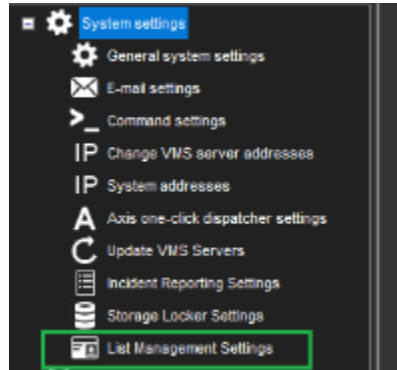 System settings
General system settings
E-mail settings
Command settings
IP Change VMS server addresses
IP System addresses
A Axis one-click dispatcher settings
Update VMS Servers
Incident Reporting Settings
Storage Locker Settings
List Management Settings